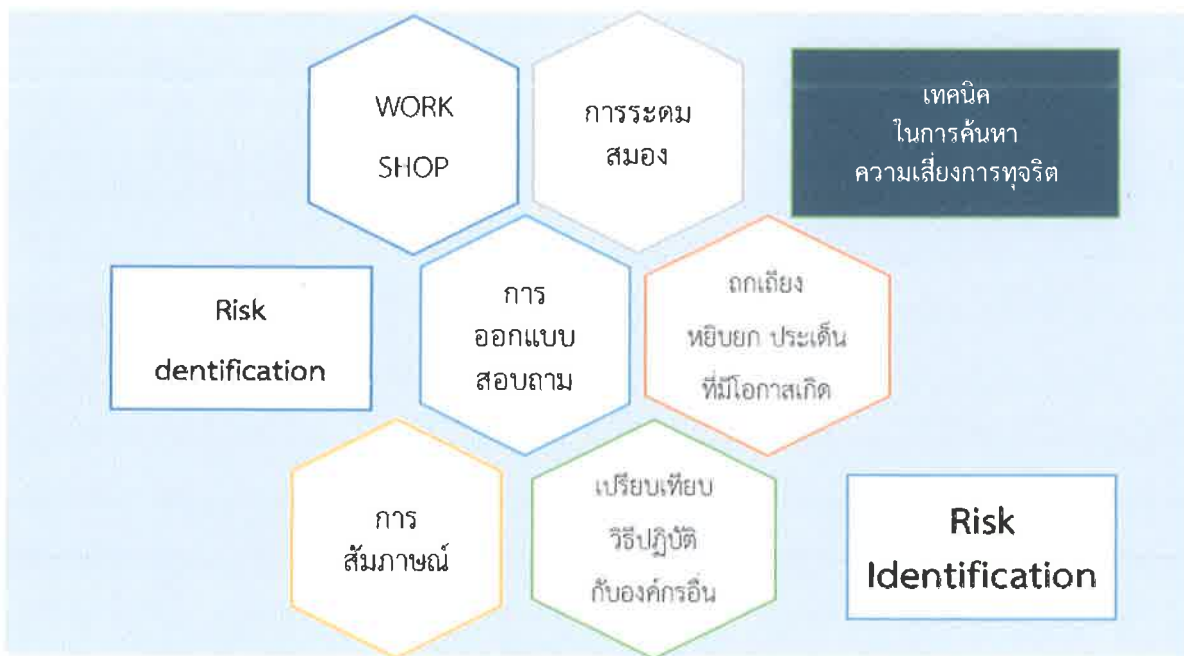 WORK
SHOP
การระดม
สมอง
เทคนิค
ในการค้นหา
ความเสี่ยงการทุจริต
Risk
dentification
การ
ออกแบบ
สอบถาม
ถกเถียง
หยิบยก ประเด็น
ที่มีโอกาสเกิด
การ
สัมภาษณ์
เปรียบเทียบ
วิธีปฏิบัติ
กับองค์กรอื่น
Risk
Identification